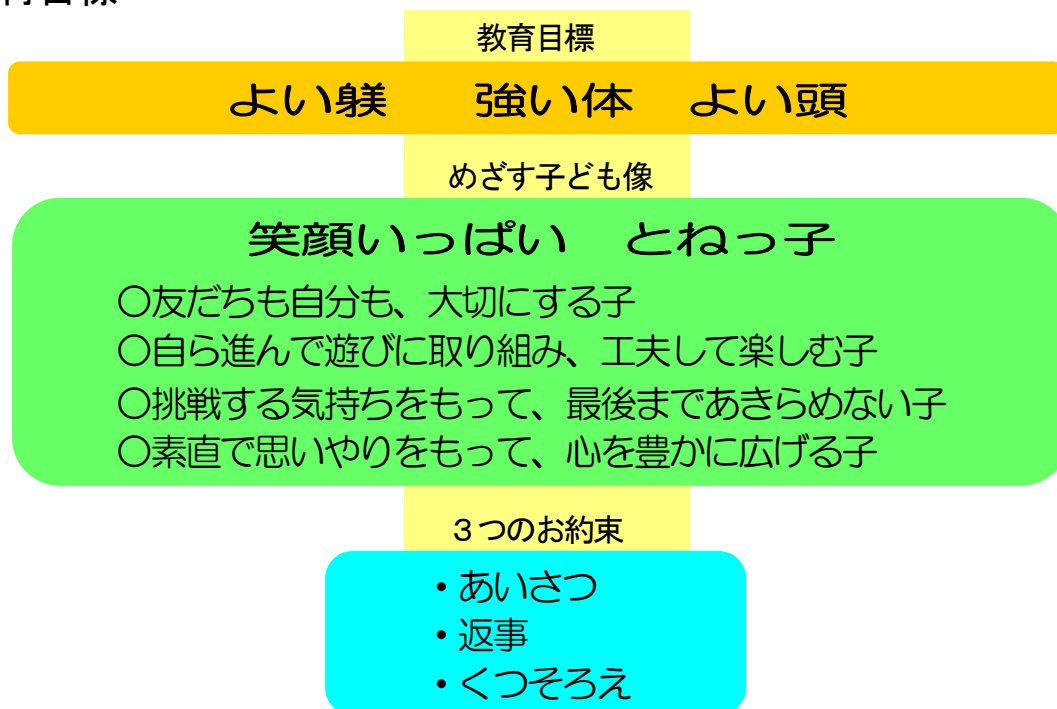 教育目標
よい躾　強い体　よい頭
めざす子ども像
笑顔いっぱい　とねっ子
〇友だちも自分も、大切にする子
〇自ら進んで遊びに取り組み、工夫して楽しむ子
〇挑戦する気持ちをもって、最後まであきらめない子
〇素直で思いやりをもって、心を豊かに広げる子
３つのお約束
・あいさつ
・返事
・くつそろえ